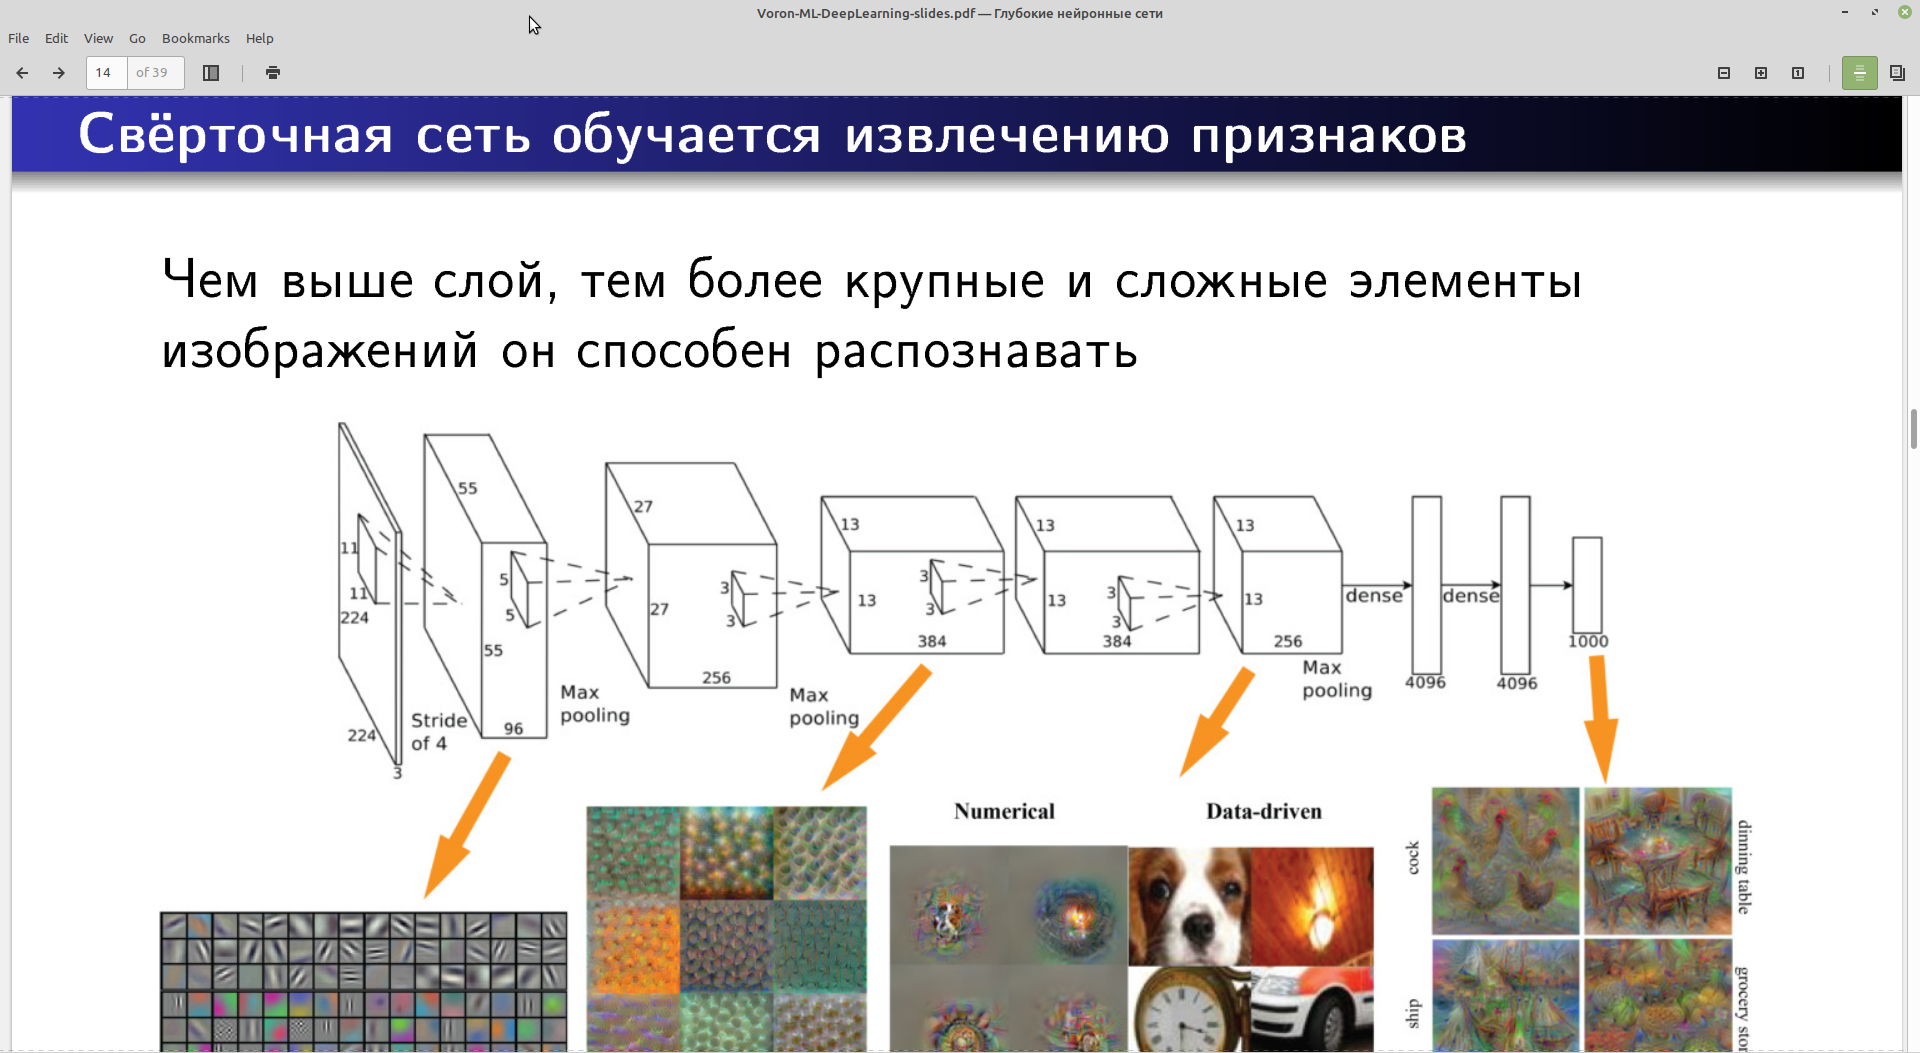 Voron-ML-DeepLearning-slides.pdf — Глубокие нейронные сети
File Edit View Go Bookmarks Help
14 of 39
Свёрточная сеть обучается извлечению признаков
Чем выше слой, тем более крупные и сложные элементы
изображений он способен распознавать
11
11
224
224
3
Stride
of 4
55
55
5
5
96
Max
pooling
27
27
3
3
256
Max
pooling
13
13
3
3
384
13
13
3
3
384
13
13
256
Max
pooling
dense
4096
dense
4096
1000
Numerical
Data-driven
cock
dinning table
ship
grocery stor